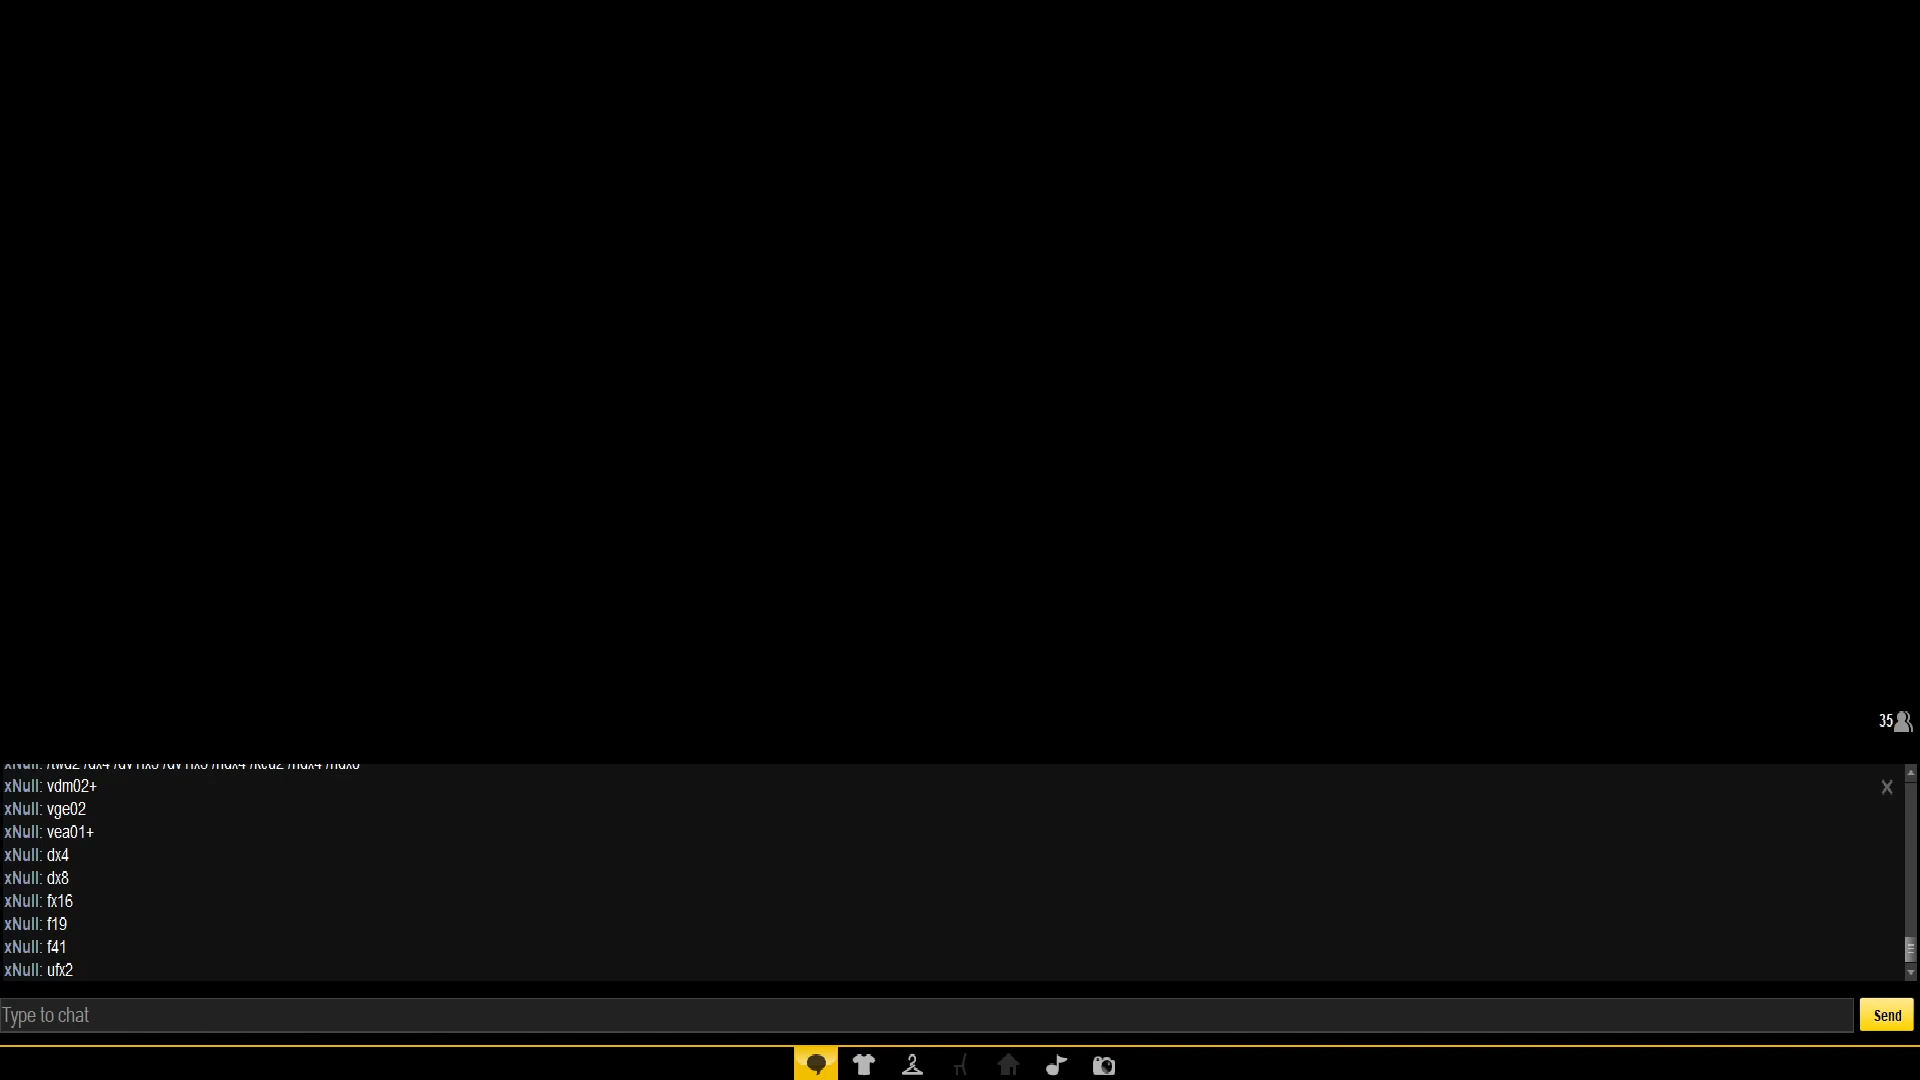 35
xNull:
xNull: vdm02+
xNull: vge02
xNull: vea01+
xNull: dx4
xNull: dx8
xNull: fx16
xNull: f19
xNull: f41
xNull: ufx2
Type to chat
Send